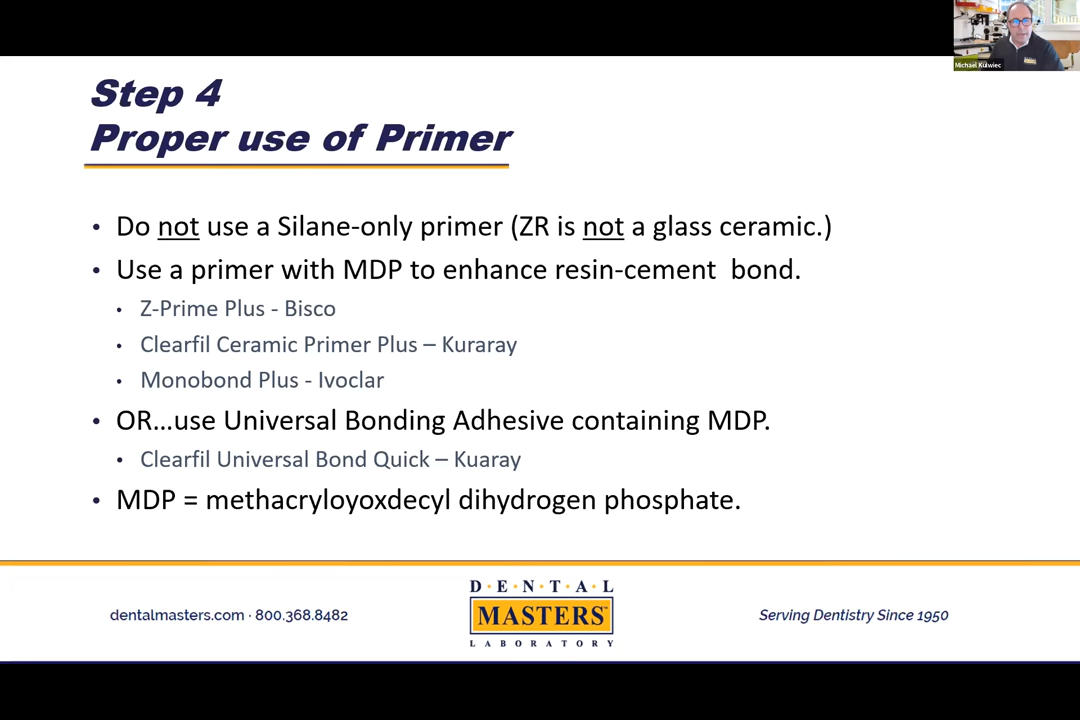 Michael Kulwiec
Step 4
Proper use of Primer
• Do not use a Silane-only primer (ZR is not a glass ceramic.)
• Use a primer with MDP to enhance resin-cement bond.
• Z-Prime Plus - Bisco
• Clearfil Ceramic Primer Plus – Kuraray
• Monobond Plus - Ivoclar
• OR...use Universal Bonding Adhesive containing MDP.
• Clearfil Universal Bond Quick – Kuaray
• MDP = methacryloyoxdecyl dihydrogen phosphate.
dentalmasters.com · 800.368.8482
D·E·N·T·A·L
MASTERS™
LABORATORY
Serving Dentistry Since 1950